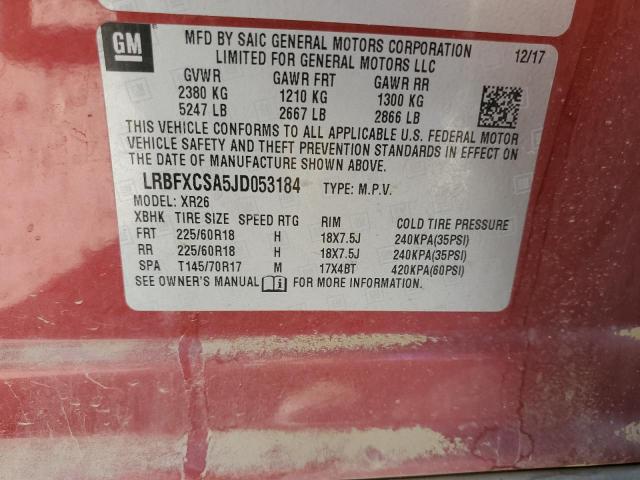 GM
MFD BY SAIC GENERAL MOTORS CORPORATION
LIMITED FOR GENERAL MOTORS LLC
12/17
GVWR GAWR FRT GAWR RR
2380 KG 1210 KG 1300 KG
5247 LB 2667 LB 2866 LB
THIS VEHICLE CONFORMS TO ALL APPLICABLE U.S. FEDERAL MOTOR
VEHICLE SAFETY AND THEFT PREVENTION STANDARDS IN EFFECT ON
DATE OF MANUFACTURE SHOWN ABOVE.
LRBFXCSA5JD053184 TYPE: M.P.V.
MODEL: XR26
XBHK TIRE SIZE SPEED RTG RIM COLD TIRE PRESSURE
FRT 225/60R18 H 18X7.5J 240KPA(35PSI)
RR 225/60R18 H 18X7.5J 240KPA(35PSI)
SPA T145/70R17 M 17X4BT 420KPA(60PSI)
SEE OWNER'S MANUAL FOR MORE INFORMATION.